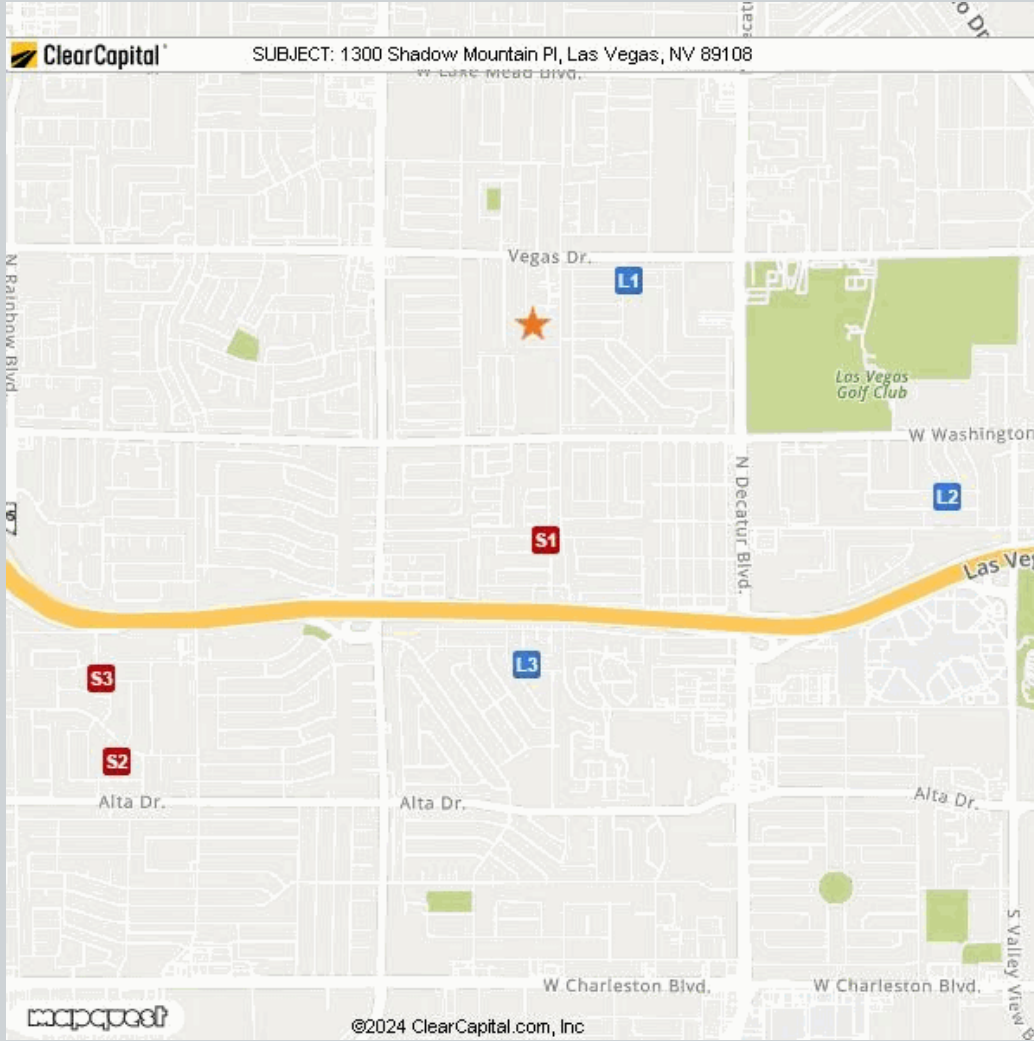 ClearCapital
SUBJECT: 1300 Shadow Mountain Pl, Las Vegas, NV 89108
W Lake Mead Blvd.
Vegas Dr.
L1
N Rainbow Blvd.
Las Vegas
Golf Club
W Washington
N Decatur Blvd.
L2
S1
Las Veg
L3
S3
S2
Alta Dr.
Alta Dr.
Alta Dr.
S Valley View B
W Charleston Blvd.
W Charleston Blvd.
mapquest
©2024 ClearCapital.com, Inc